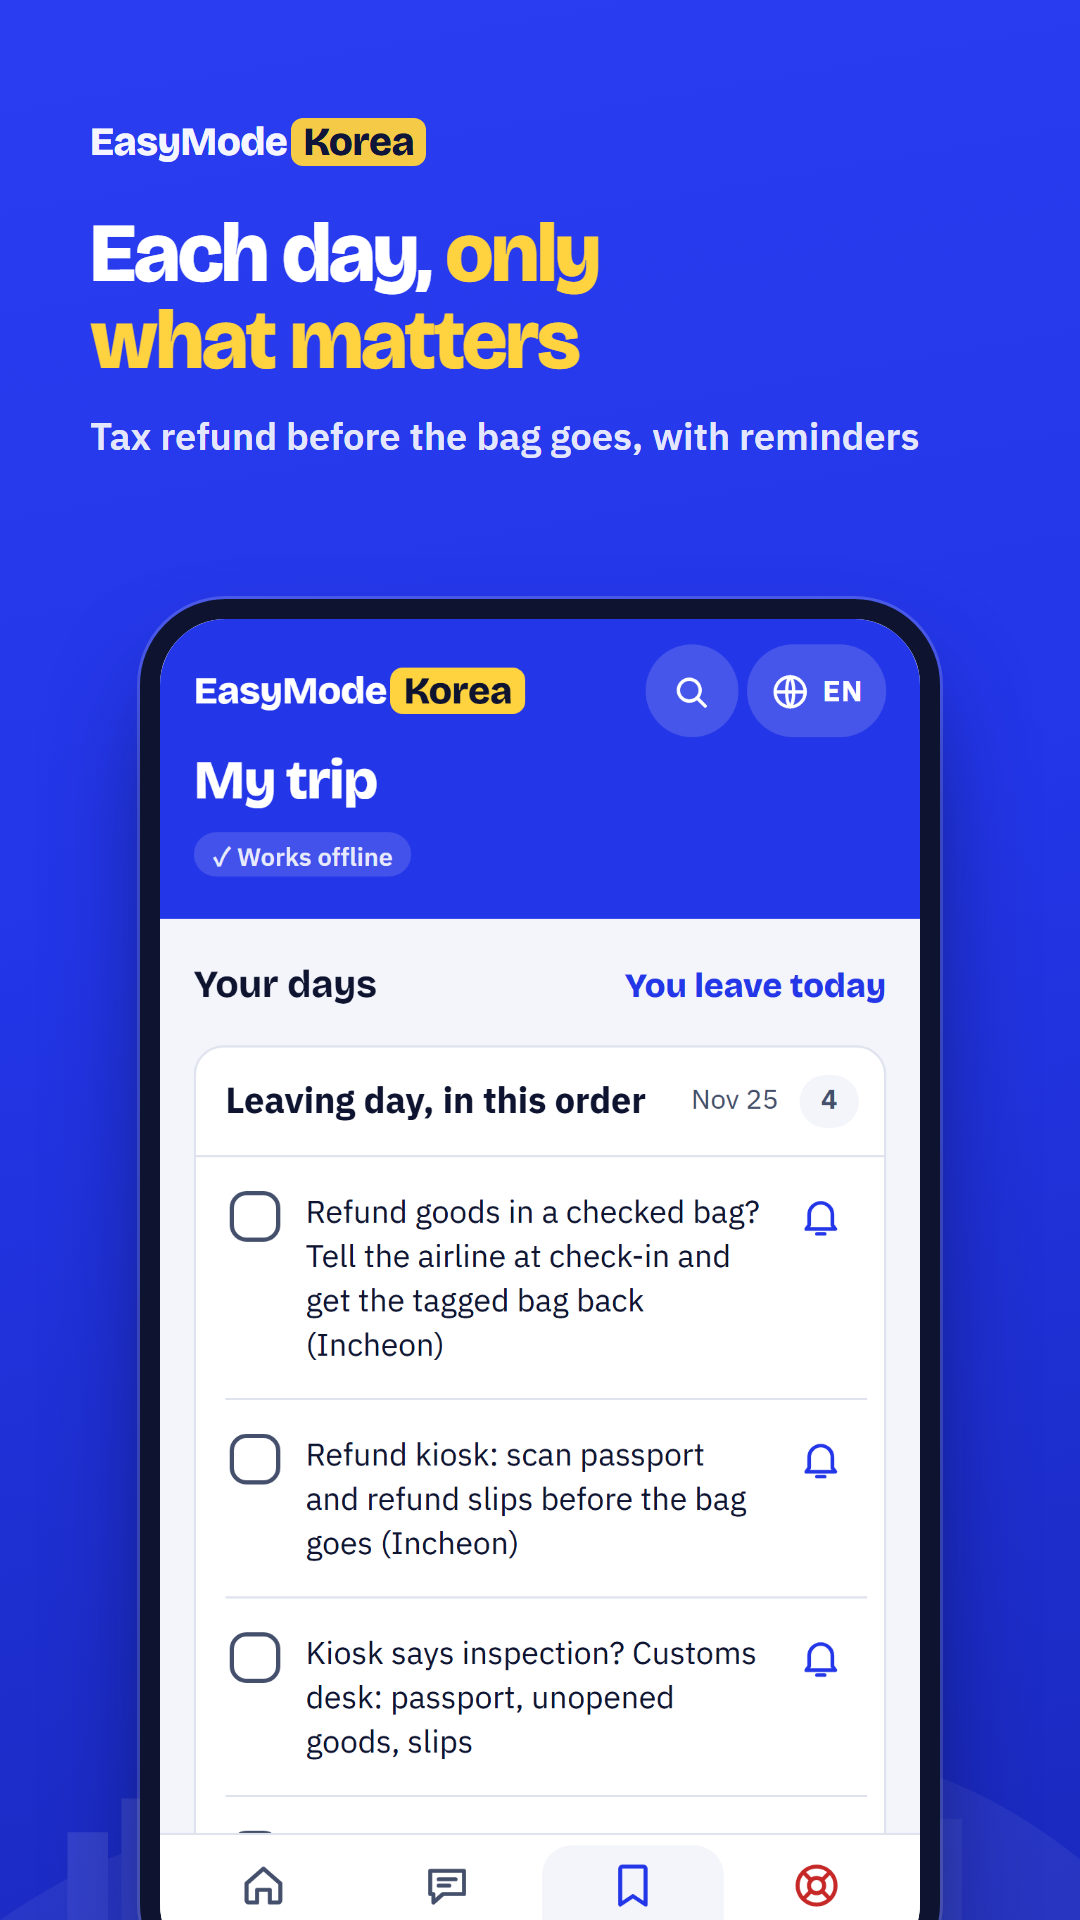 EasyMode Korea
Each day, only
what matters
Tax refund before the bag goes, with reminders
EasyMode Korea
EN
My trip
✓ Works offline
Your days
You leave today
Leaving day, in this order
Nov 25
4
Refund goods in a checked bag?
Tell the airline at check-in and
get the tagged bag back
(Incheon)
Refund kiosk: scan passport
and refund slips before the bag
goes (Incheon)
Kiosk says inspection? Customs
desk: passport, unopened
goods, slips